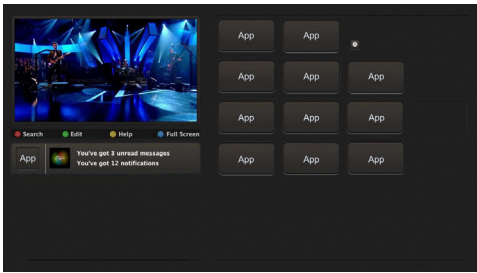 Search Edit Help Full Screen
App
You've got 3 unread messages
You've got 12 notifications
App App
App App App
App App App
App App App